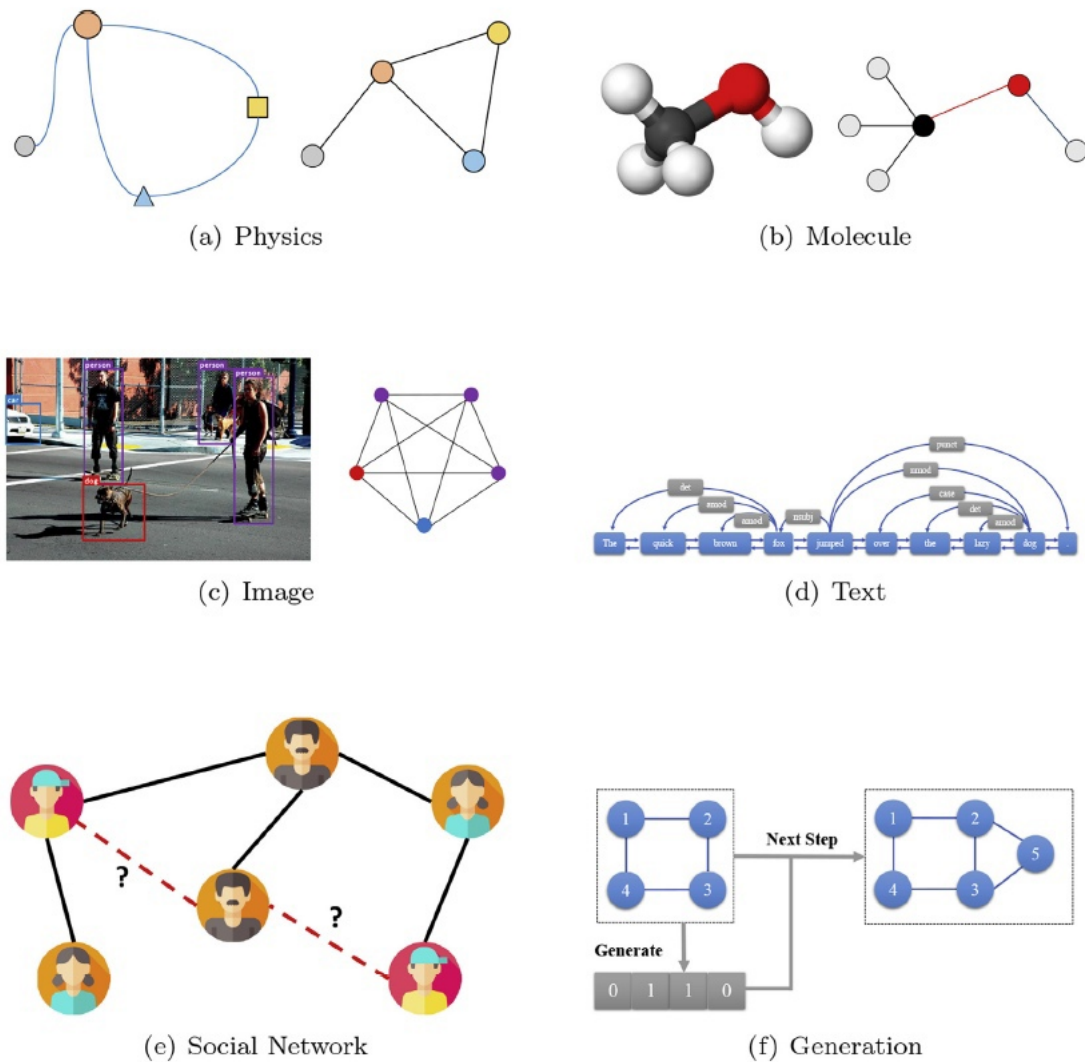 (a) Physics
(b) Molecule
person
person
person
car
dog
(c) Image
punct
nmod
case
det
amod
det
amod
amod
nsubj
The quick brown fox jumped over the lazy dog .
(d) Text
?
?
(e) Social Network
1 2
4 3
Next Step
1 2
5
4 3
Generate
0 1 1 0
(f) Generation